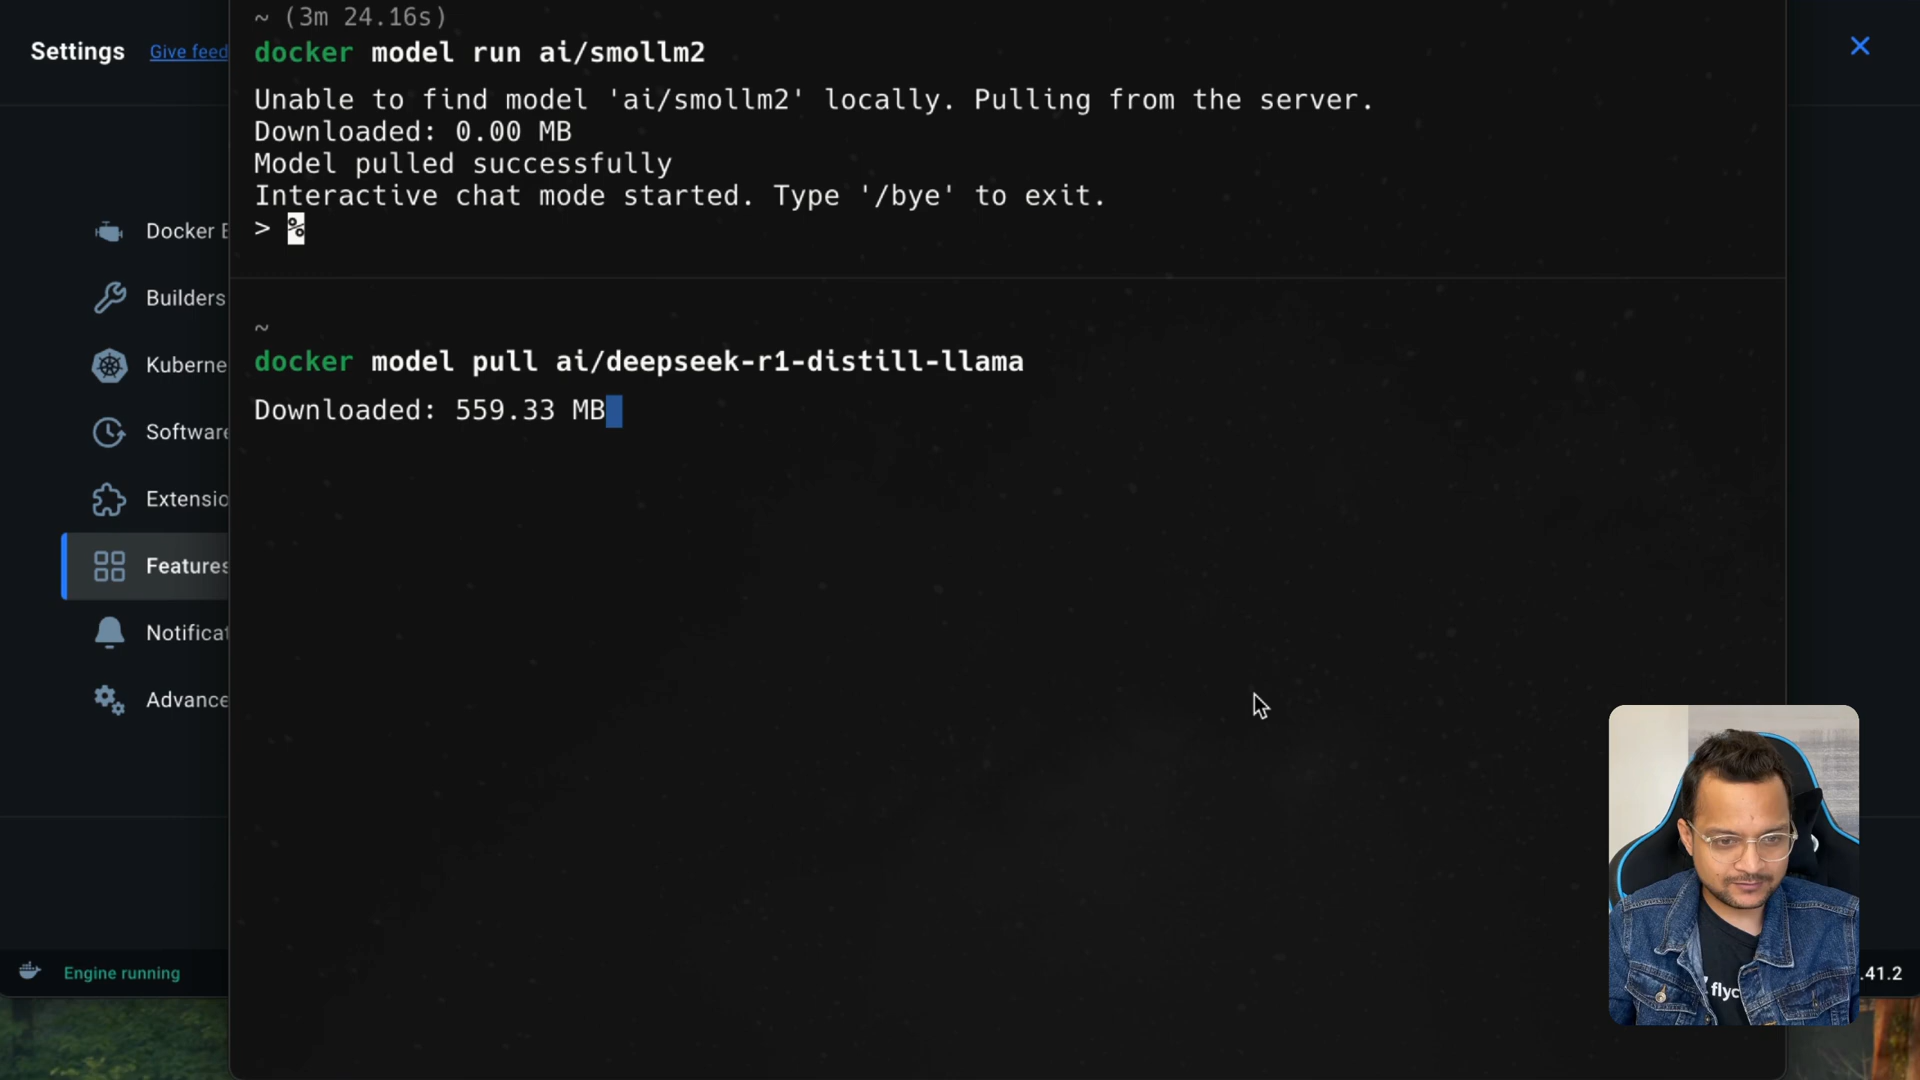 ~ (3m 24.16s)
Settings
Give feed
docker model run ai/smollm2
Unable to find model 'ai/smollm2' locally. Pulling from the server.
Downloaded: 0.00 MB
Model pulled successfully
Interactive chat mode started. Type '/bye' to exit.
> %
~
docker model pull ai/deepseek-r1-distill-llama
Downloaded: 559.33 MB
Docker E
Builders
Kuberne
Software
Extensio
Features
Notificat
Advance
Engine running
.41.2
flyc